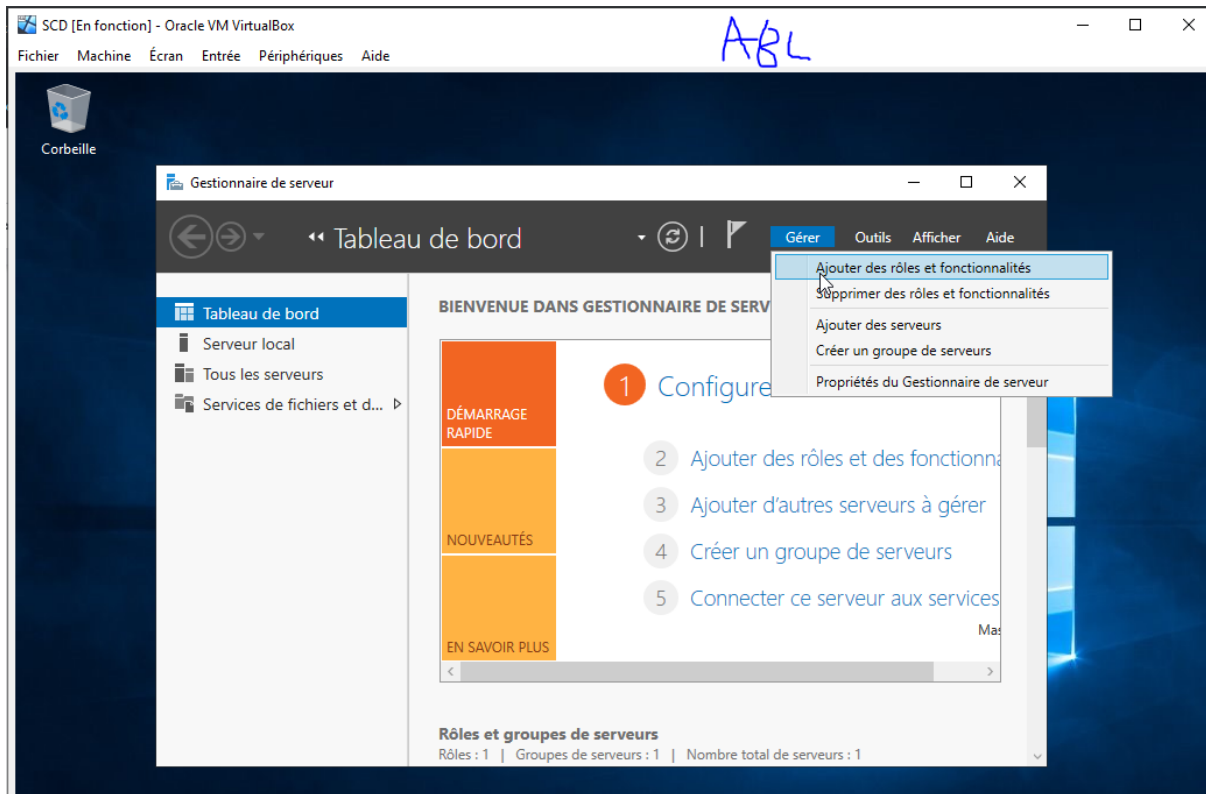 SCD [En fonction] - Oracle VM VirtualBox
ABL
Fichier Machine Écran Entrée Périphériques Aide
Corbeille
Gestionnaire de serveur
Tableau de bord
Gérer Outils Afficher Aide
Ajouter des rôles et fonctionnalités
Supprimer des rôles et fonctionnalités
Ajouter des serveurs
Créer un groupe de serveurs
Propriétés du Gestionnaire de serveur
Tableau de bord
Serveur local
Tous les serveurs
Services de fichiers et d...
BIENVENUE DANS GESTIONNAIRE DE SERV
DÉMARRAGE
RAPIDE
NOUVEAUTÉS
EN SAVOIR PLUS
1 Configure
2 Ajouter des rôles et des fonctionna
3 Ajouter d'autres serveurs à gérer
4 Créer un groupe de serveurs
5 Connecter ce serveur aux services
Mas
Rôles et groupes de serveurs
Rôles : 1 | Groupes de serveurs : 1 | Nombre total de serveurs : 1